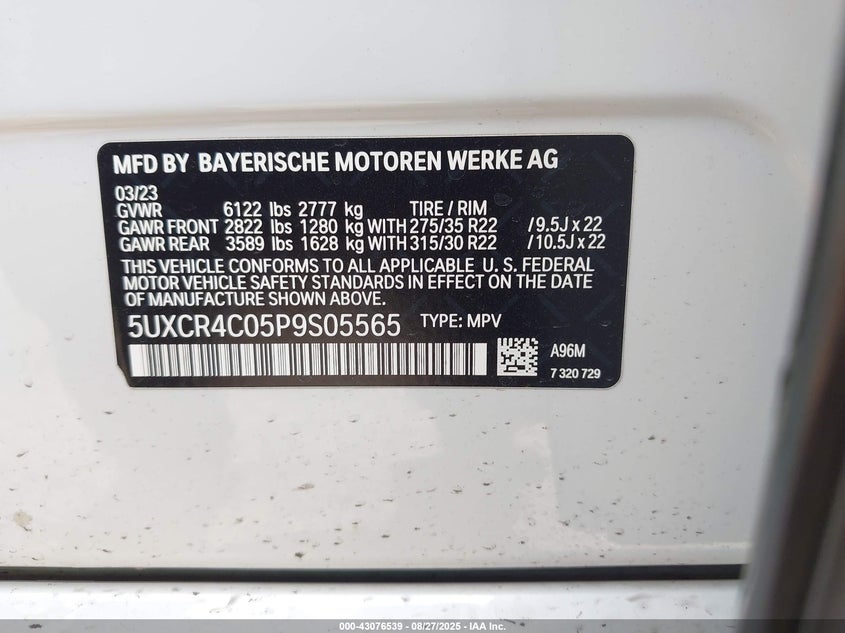 MFD BY BAYERISCHE MOTOREN WERKE AG
03/23
GVWR 6122 lbs 2777 kg TIRE / RIM
GAWR FRONT 2822 lbs 1280 kg WITH 275/35 R22 / 9.5J x 22
GAWR REAR 3589 lbs 1628 kg WITH 315/30 R22 / 10.5J x 22
THIS VEHICLE CONFORMS TO ALL APPLICABLE U. S. FEDERAL
MOTOR VEHICLE SAFETY STANDARDS IN EFFECT ON THE DATE
OF MANUFACTURE SHOWN ABOVE.
5UXCR4C05P9S05565 TYPE: MPV
A96M
7 320 729
000-43076539 - 08/27/2025 - IAA Inc.